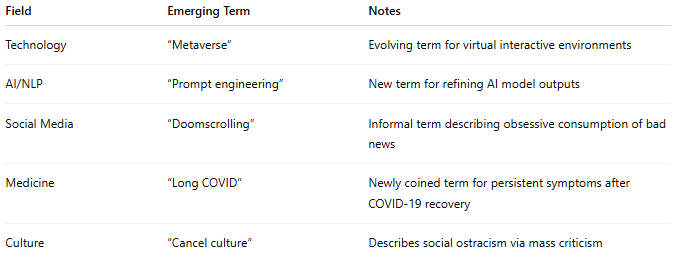 Field Emerging Term Notes
Technology “Metaverse” Evolving term for virtual interactive environments
AI/NLP “Prompt engineering” New term for refining AI model outputs
Social Media “Doomscrolling” Informal term describing obsessive consumption of bad
news
Medicine “Long COVID” Newly coined term for persistent symptoms after
COVID-19 recovery
Culture “Cancel culture” Describes social ostracism via mass criticism